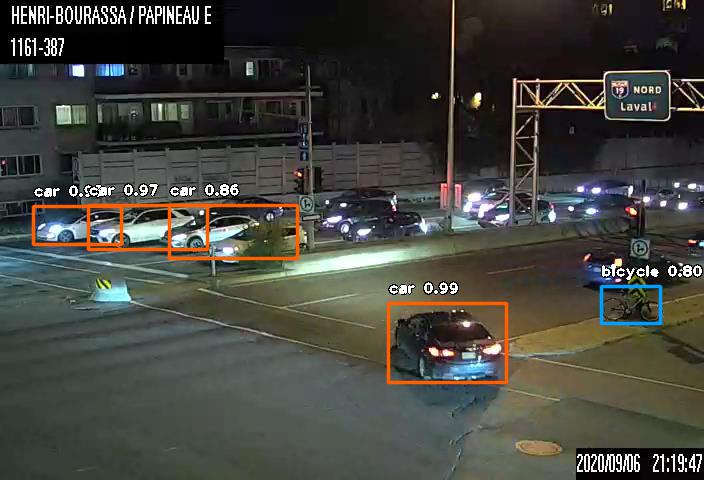 HENRI-BOURASSA / PAPINEAU E
1161-387
19 NORD
Laval
car 0.97
car 0.86
bicycle 0.80
car 0.99
2020/09/06 21:19:47